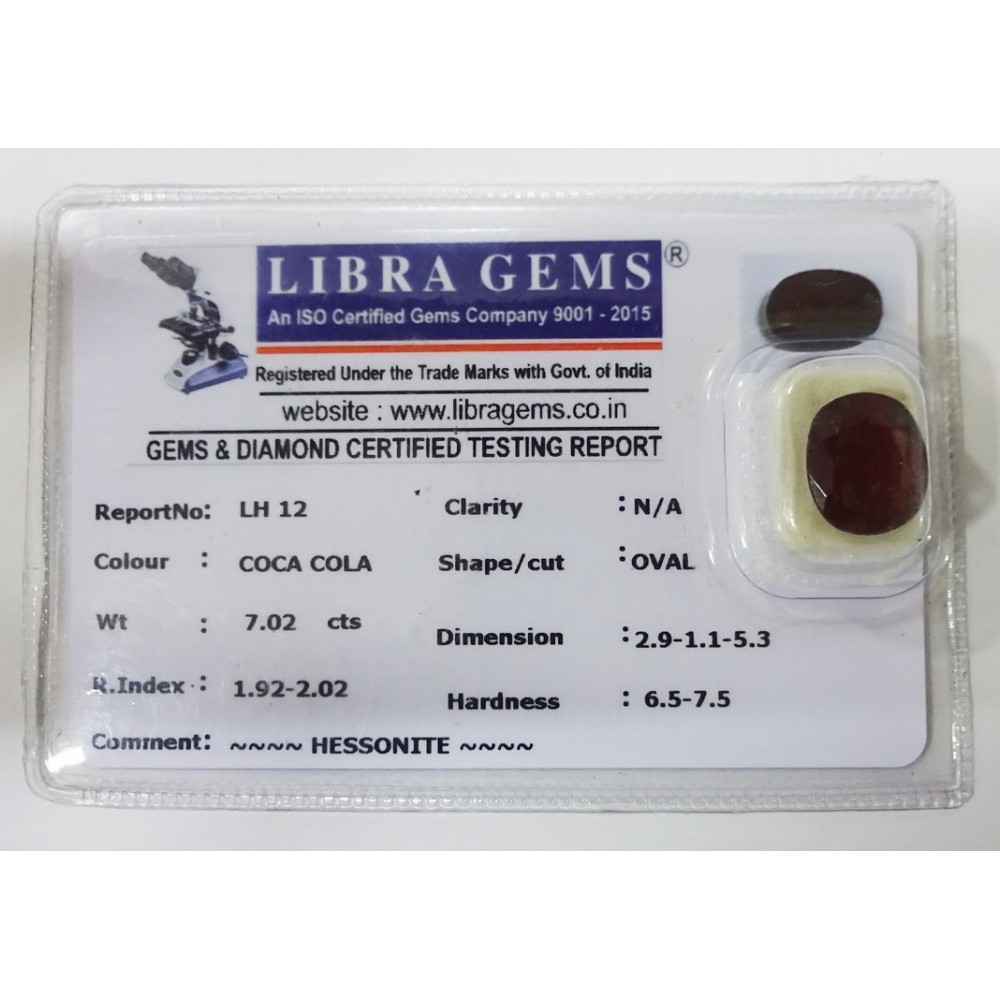 LIBRA GEMS ®
An ISO Certified Gems Company 9001 - 2015
Registered Under the Trade Marks with Govt. of India
website : www.libragems.co.in
GEMS & DIAMOND CERTIFIED TESTING REPORT
ReportNo: LH 12 Clarity : N/A
Colour : COCA COLA Shape/cut : OVAL
Wt : 7.02 cts Dimension : 2.9-1.1-5.3
R.Index : 1.92-2.02 Hardness : 6.5-7.5
Comment: ~~~~ HESSONITE ~~~~